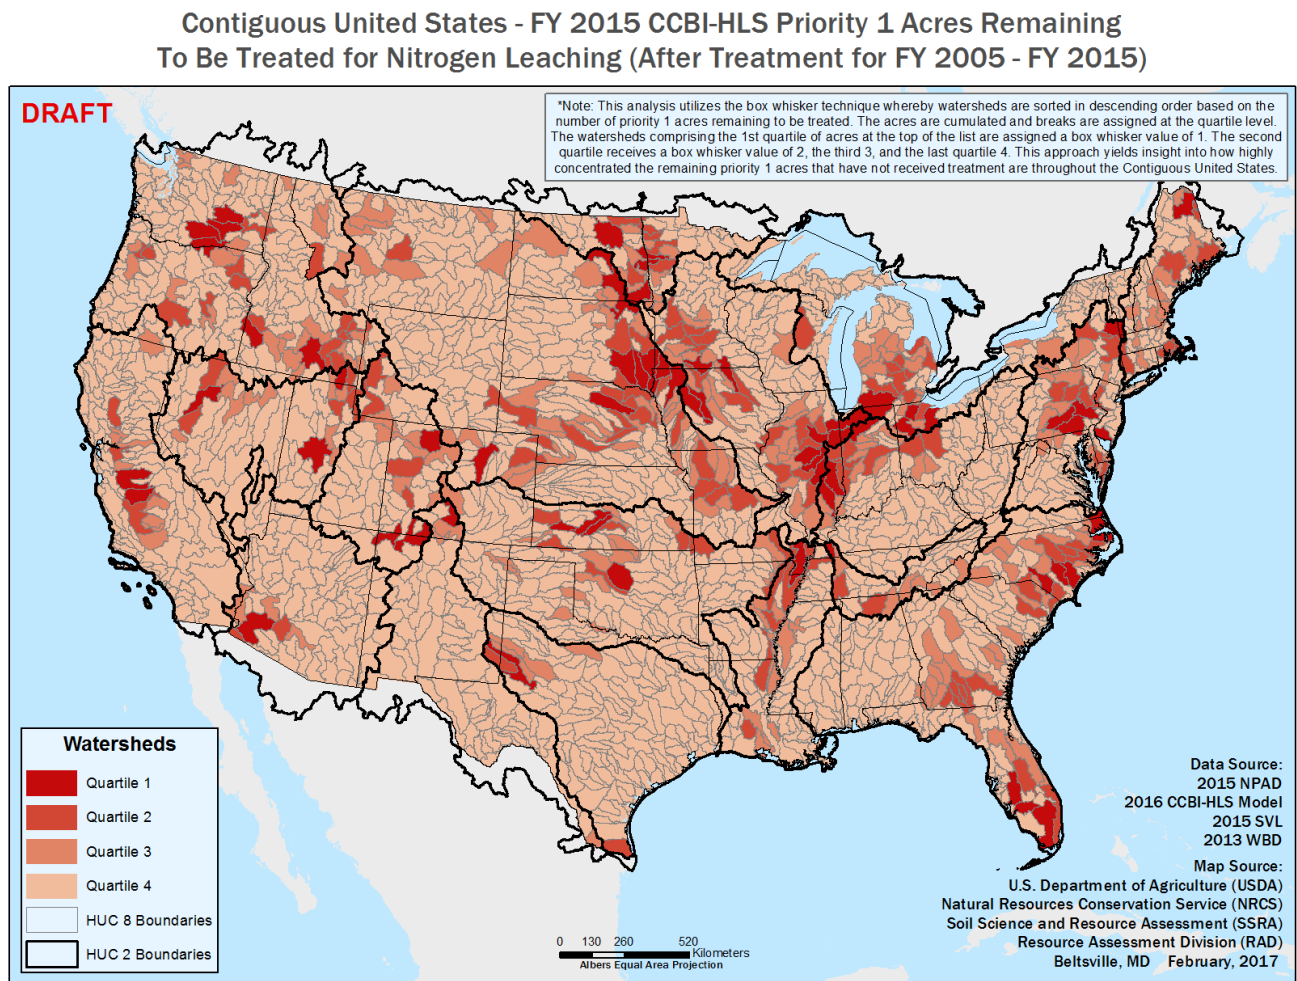 Contiguous United States - FY 2015 CCBI-HLS Priority 1 Acres Remaining
To Be Treated for Nitrogen Leaching (After Treatment for FY 2005 - FY 2015)
DRAFT
*Note: This analysis utilizes the box whisker technique whereby watersheds are sorted in descending order based on the
number of priority 1 acres remaining to be treated. The acres are cumulated and breaks are assigned at the quartile level.
The watersheds comprising the 1st quartile of acres at the top of the list are assigned a box whisker value of 1. The second
quartile receives a box whisker value of 2, the third 3, and the last quartile 4. This approach yields insight into how highly
concentrated the remaining priority 1 acres that have not received treatment are throughout the Contiguous United States.
Watersheds
Quartile 1
Quartile 2
Quartile 3
Quartile 4
HUC 8 Boundaries
HUC 2 Boundaries
0 130 260 520
Kilometers
Albers Equal Area Projection
Data Source:
2015 NPAD
2016 CCBI-HLS Model
2015 SVL
2013 WBD
Map Source:
U.S. Department of Agriculture (USDA)
Natural Resources Conservation Service (NRCS)
Soil Science and Resource Assessment (SSRA)
Resource Assessment Division (RAD)
Beltsville, MD February, 2017